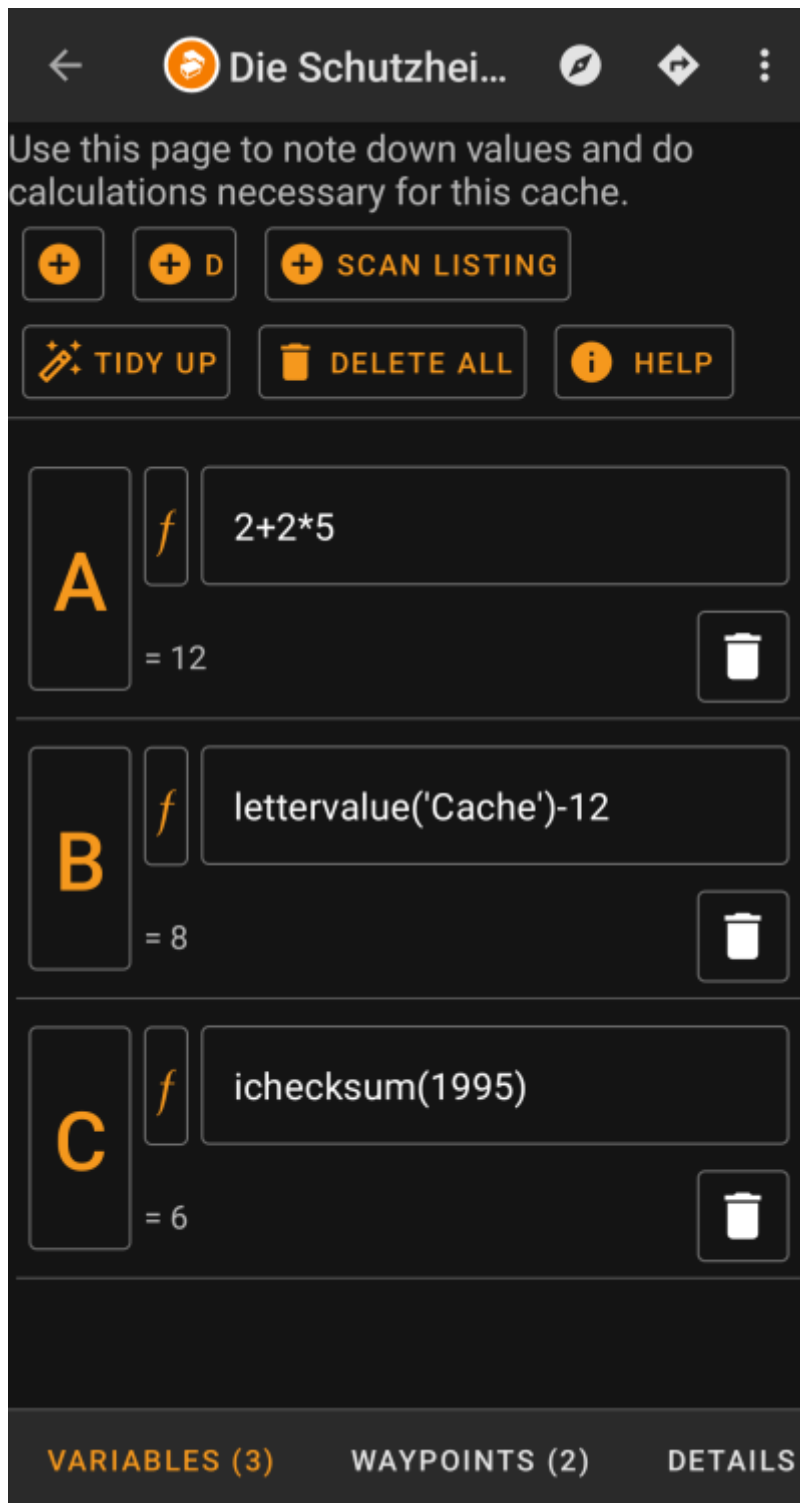 Die Schutzhei...
Use this page to note down values and do
calculations necessary for this cache.
D
SCAN LISTING
TIDY UP
DELETE ALL
HELP
A
f
2+2*5
= 12
B
f
lettervalue('Cache')-12
= 8
C
f
ichecksum(1995)
= 6
VARIABLES (3)
WAYPOINTS (2)
DETAILS